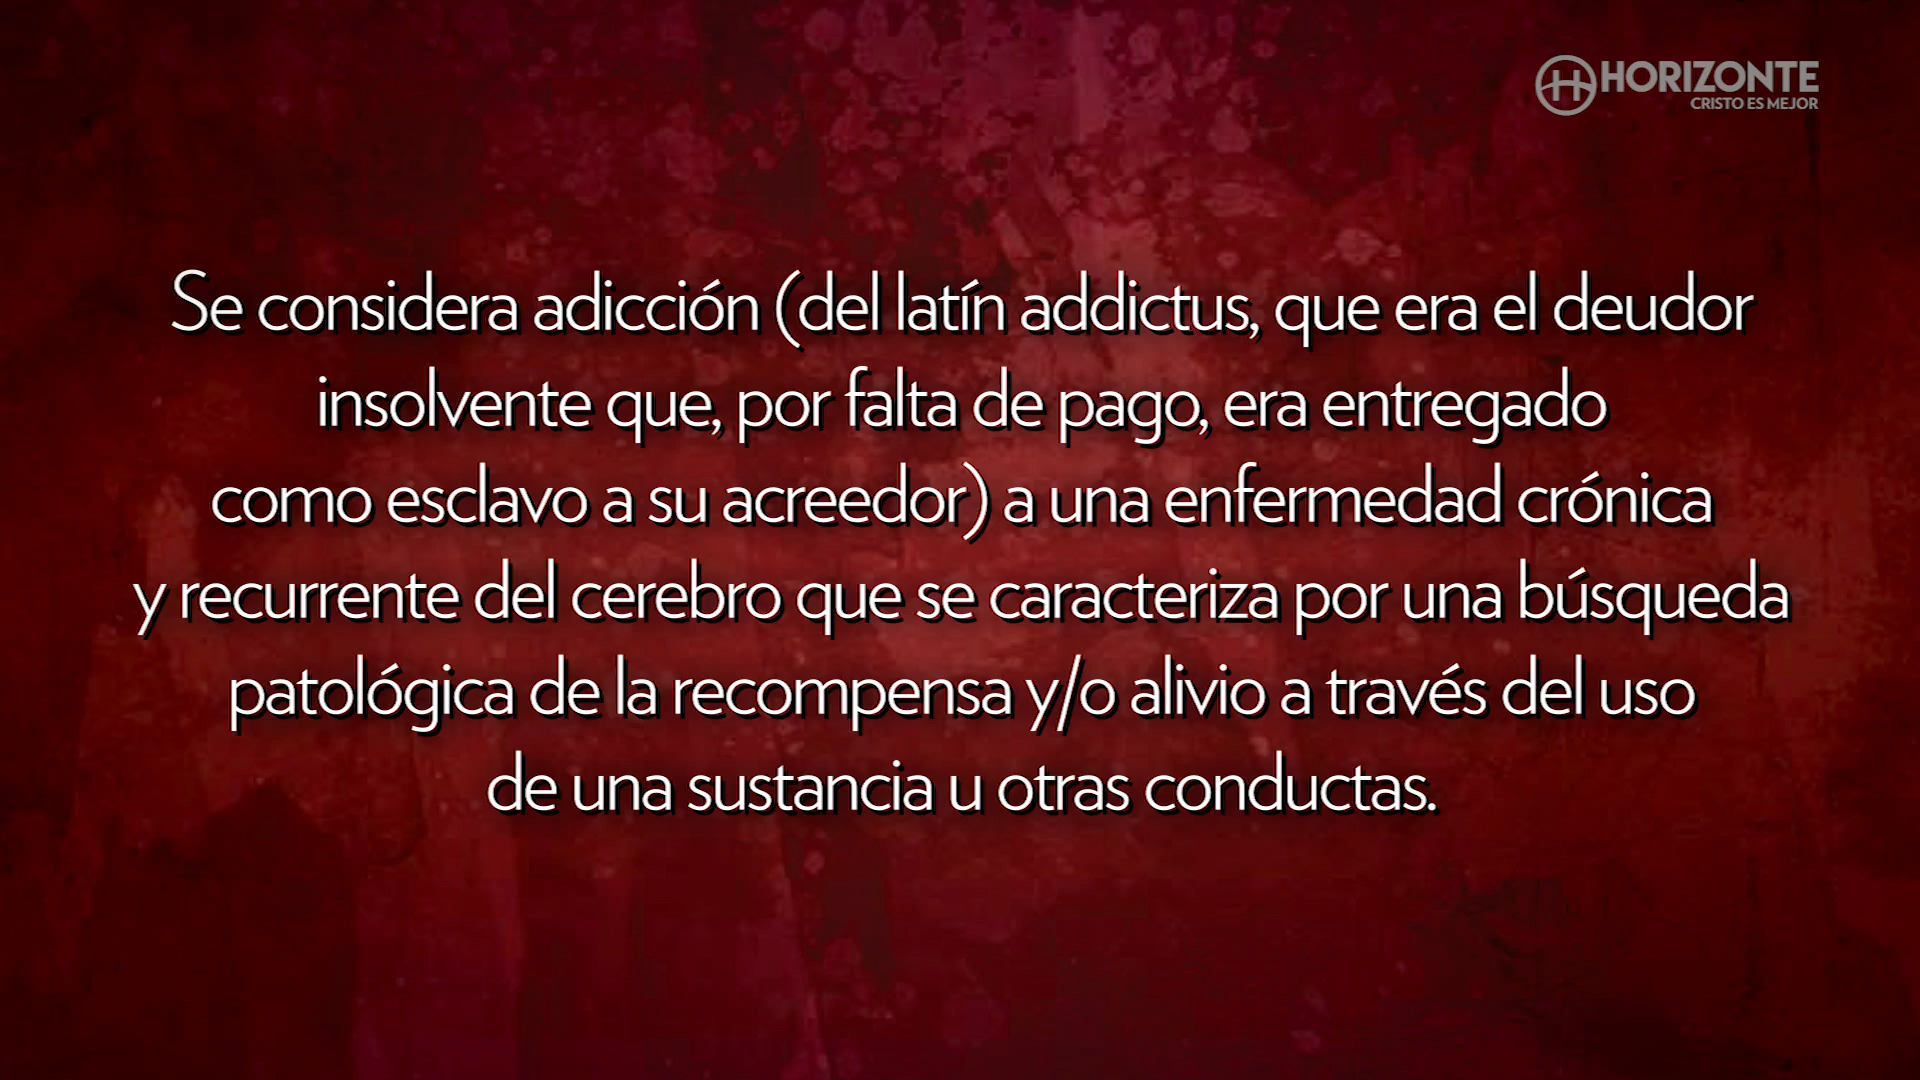 HORIZONTE
CRISTO ES MEJOR
Se considera adicción (del latín addictus, que era el deudor
insolvente que, por falta de pago, era entregado
como esclavo a su acreedor) a una enfermedad crónica
y recurrente del cerebro que se caracteriza por una búsqueda
patológica de la recompensa y/o alivio a través del uso
de una sustancia u otras conductas.